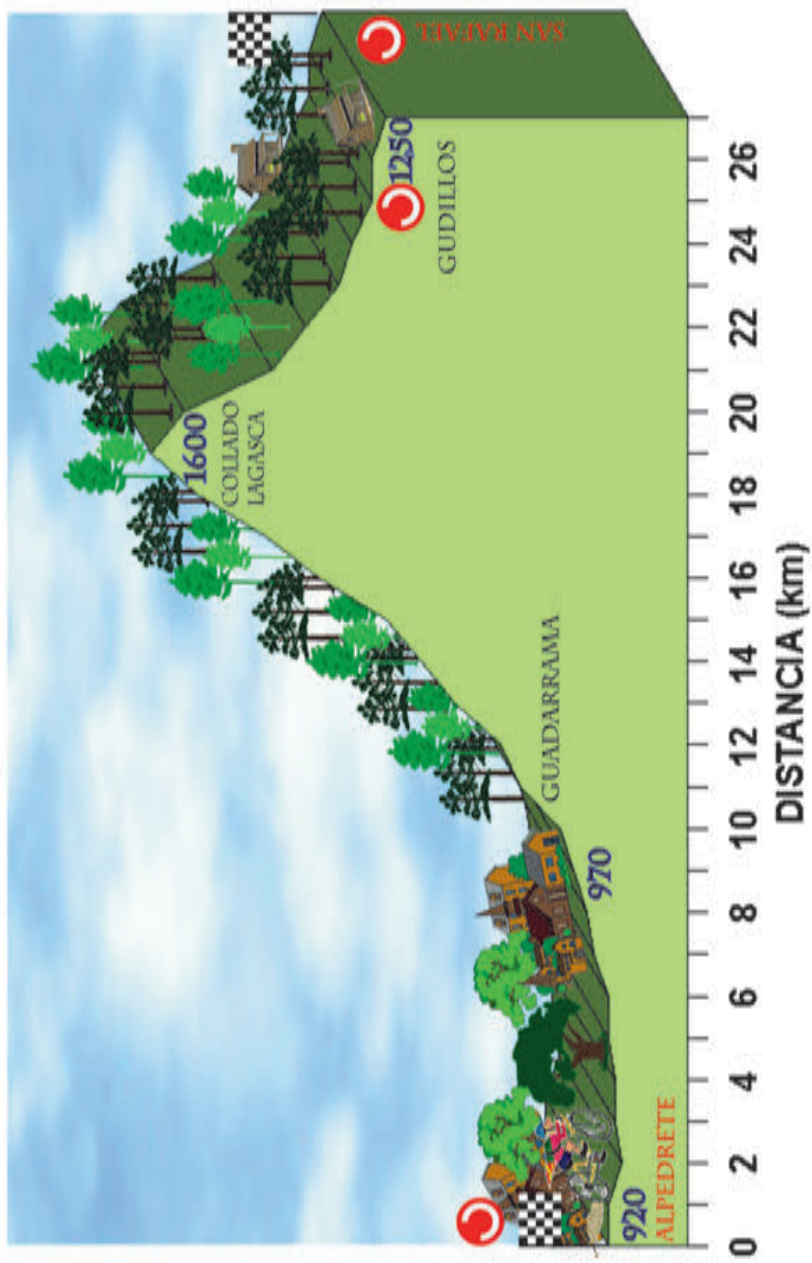 SAN RAFAEL
1250
GUDILLOS
1600
COLLADO
LAGASCA
GUADARRAMA
970
920
ALPEDRETE
0 2 4 6 8 10 12 14 16 18 20 22 24 26
DISTANCIA (km)